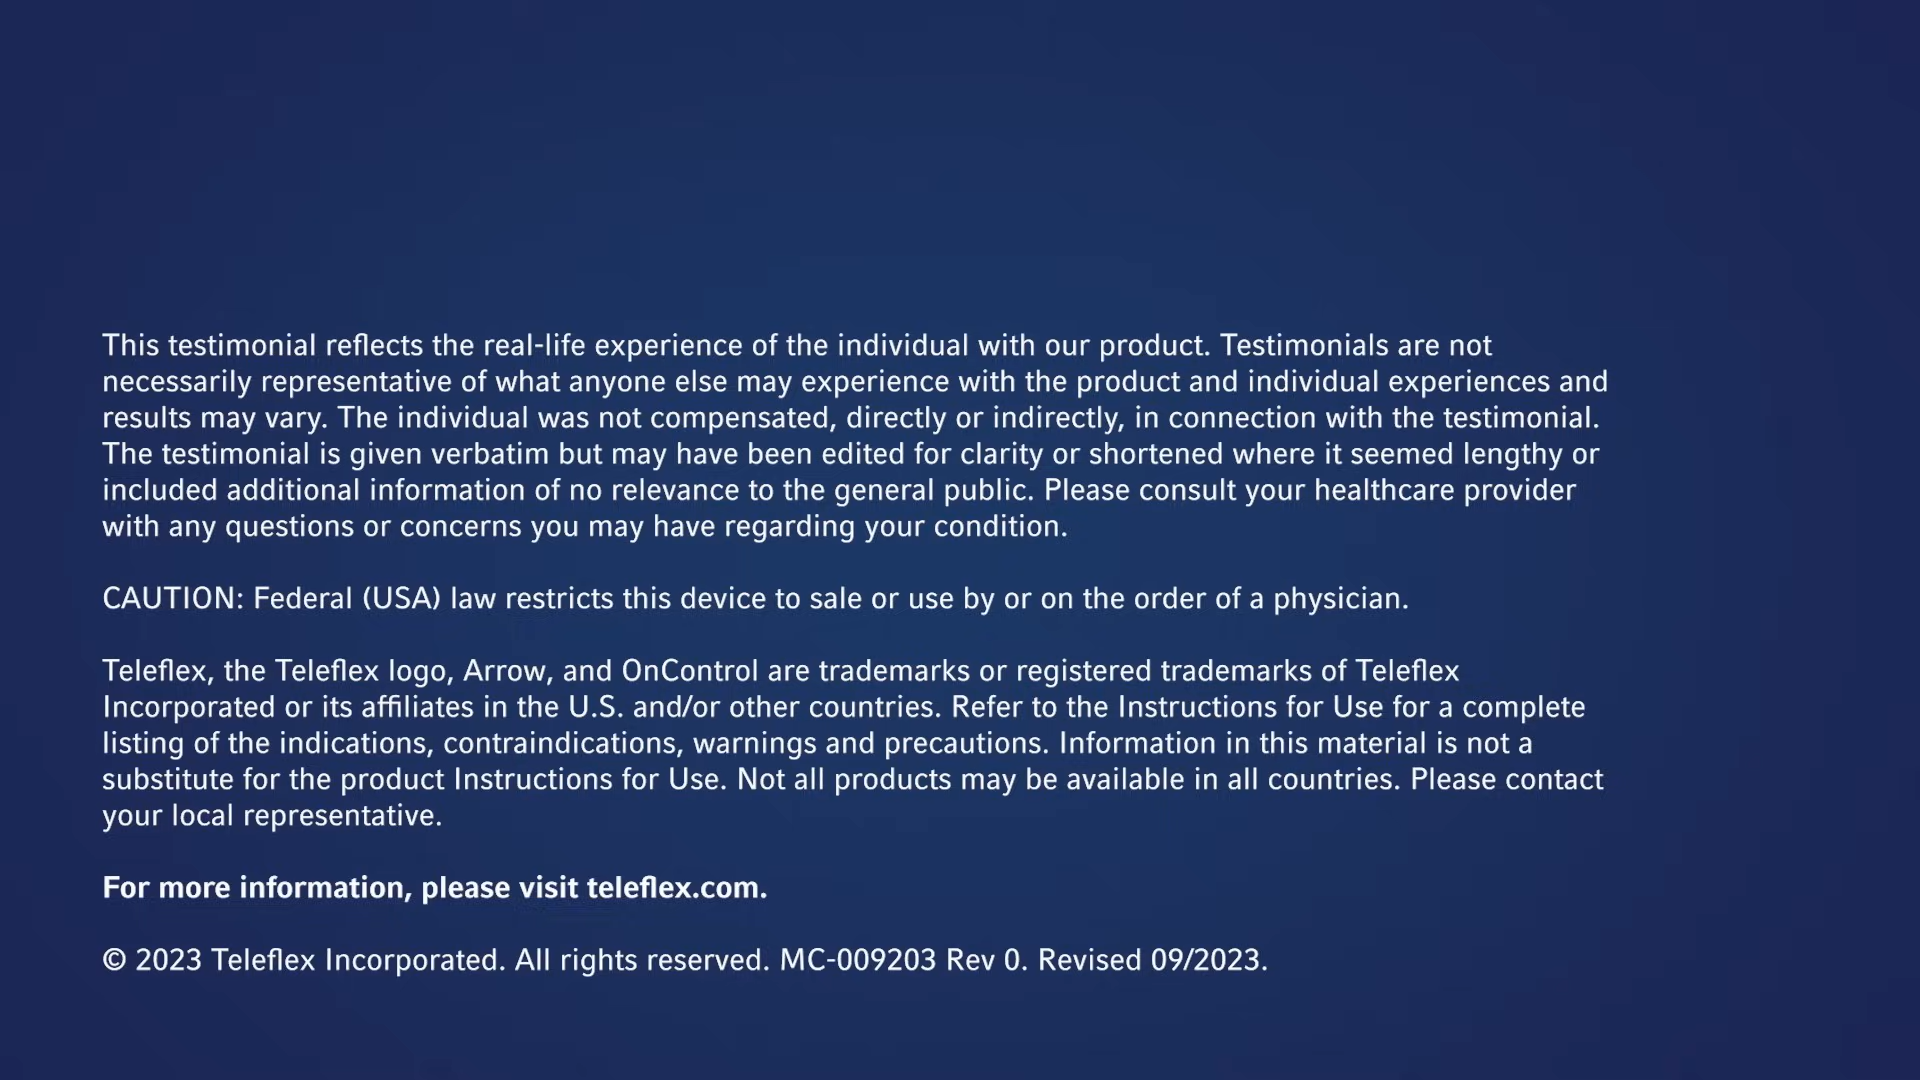 This testimonial reflects the real-life experience of the individual with our product. Testimonials are not
necessarily representative of what anyone else may experience with the product and individual experiences and
results may vary. The individual was not compensated, directly or indirectly, in connection with the testimonial.
The testimonial is given verbatim but may have been edited for clarity or shortened where it seemed lengthy or
included additional information of no relevance to the general public. Please consult your healthcare provider
with any questions or concerns you may have regarding your condition.
CAUTION: Federal (USA) law restricts this device to sale or use by or on the order of a physician.
Teleflex, the Teleflex logo, Arrow, and OnControl are trademarks or registered trademarks of Teleflex
Incorporated or its affiliates in the U.S. and/or other countries. Refer to the Instructions for Use for a complete
listing of the indications, contraindications, warnings and precautions. Information in this material is not a
substitute for the product Instructions for Use. Not all products may be available in all countries. Please contact
your local representative.
For more information, please visit teleflex.com.
© 2023 Teleflex Incorporated. All rights reserved. MC-009203 Rev 0. Revised 09/2023.